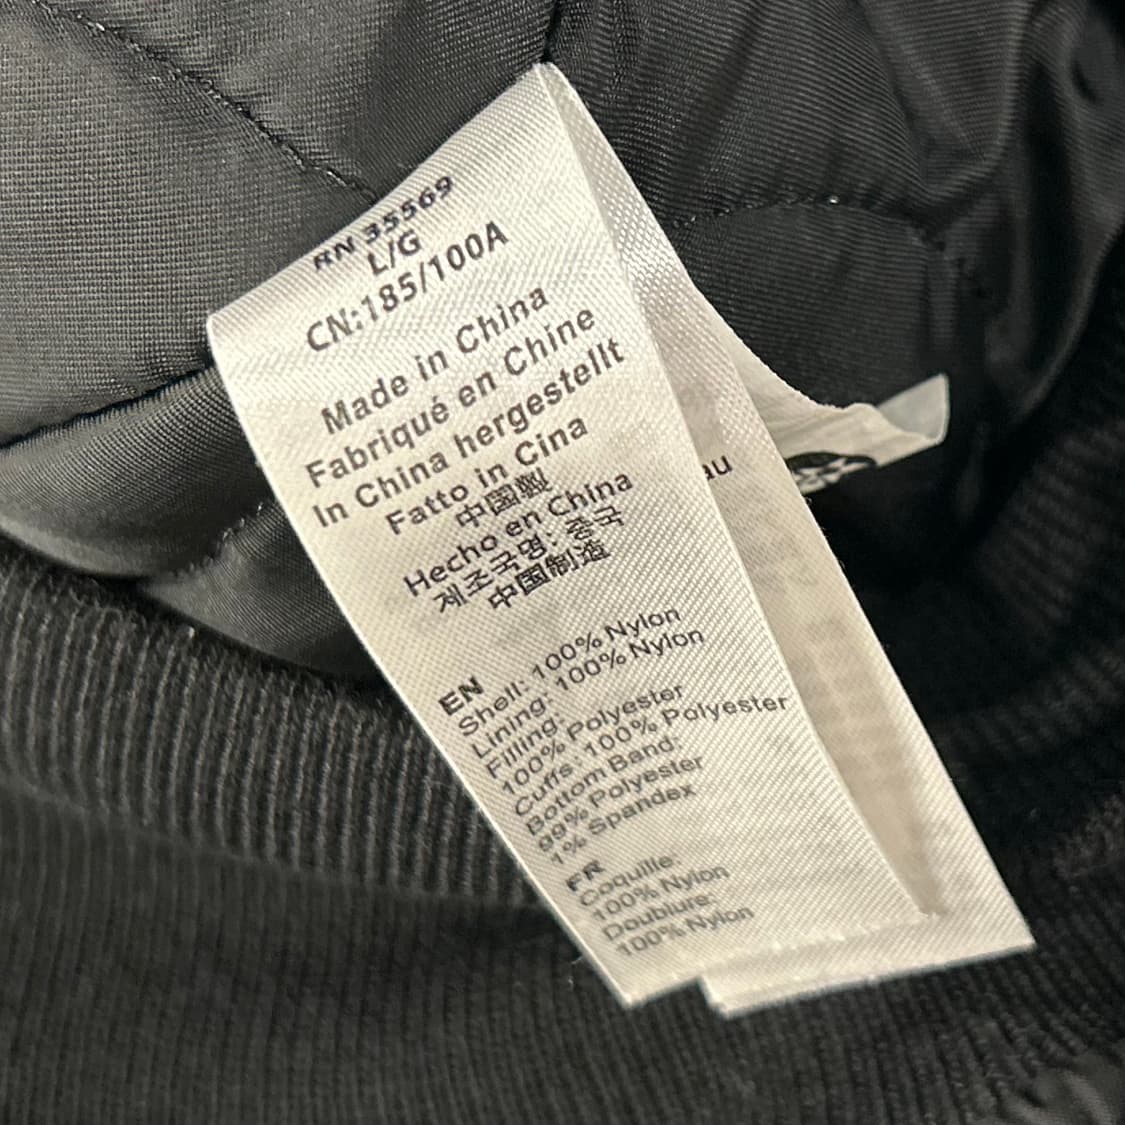 RN 35569
L/G
CN:185/100A
Made in China
Fabriqué en Chine
In China hergestellt
Fatto in Cina
中国製
Hecho en China
제조국명: 중국
中国制造
EN
Shell: 100% Nylon
Lining: 100% Nylon
Filling:
100% Polyester
Cuffs: 100% Polyester
Bottom Band:
99% Polyester
1% Spandex
FR
Coquille:
100% Nylon
Doublure:
100% Nylon